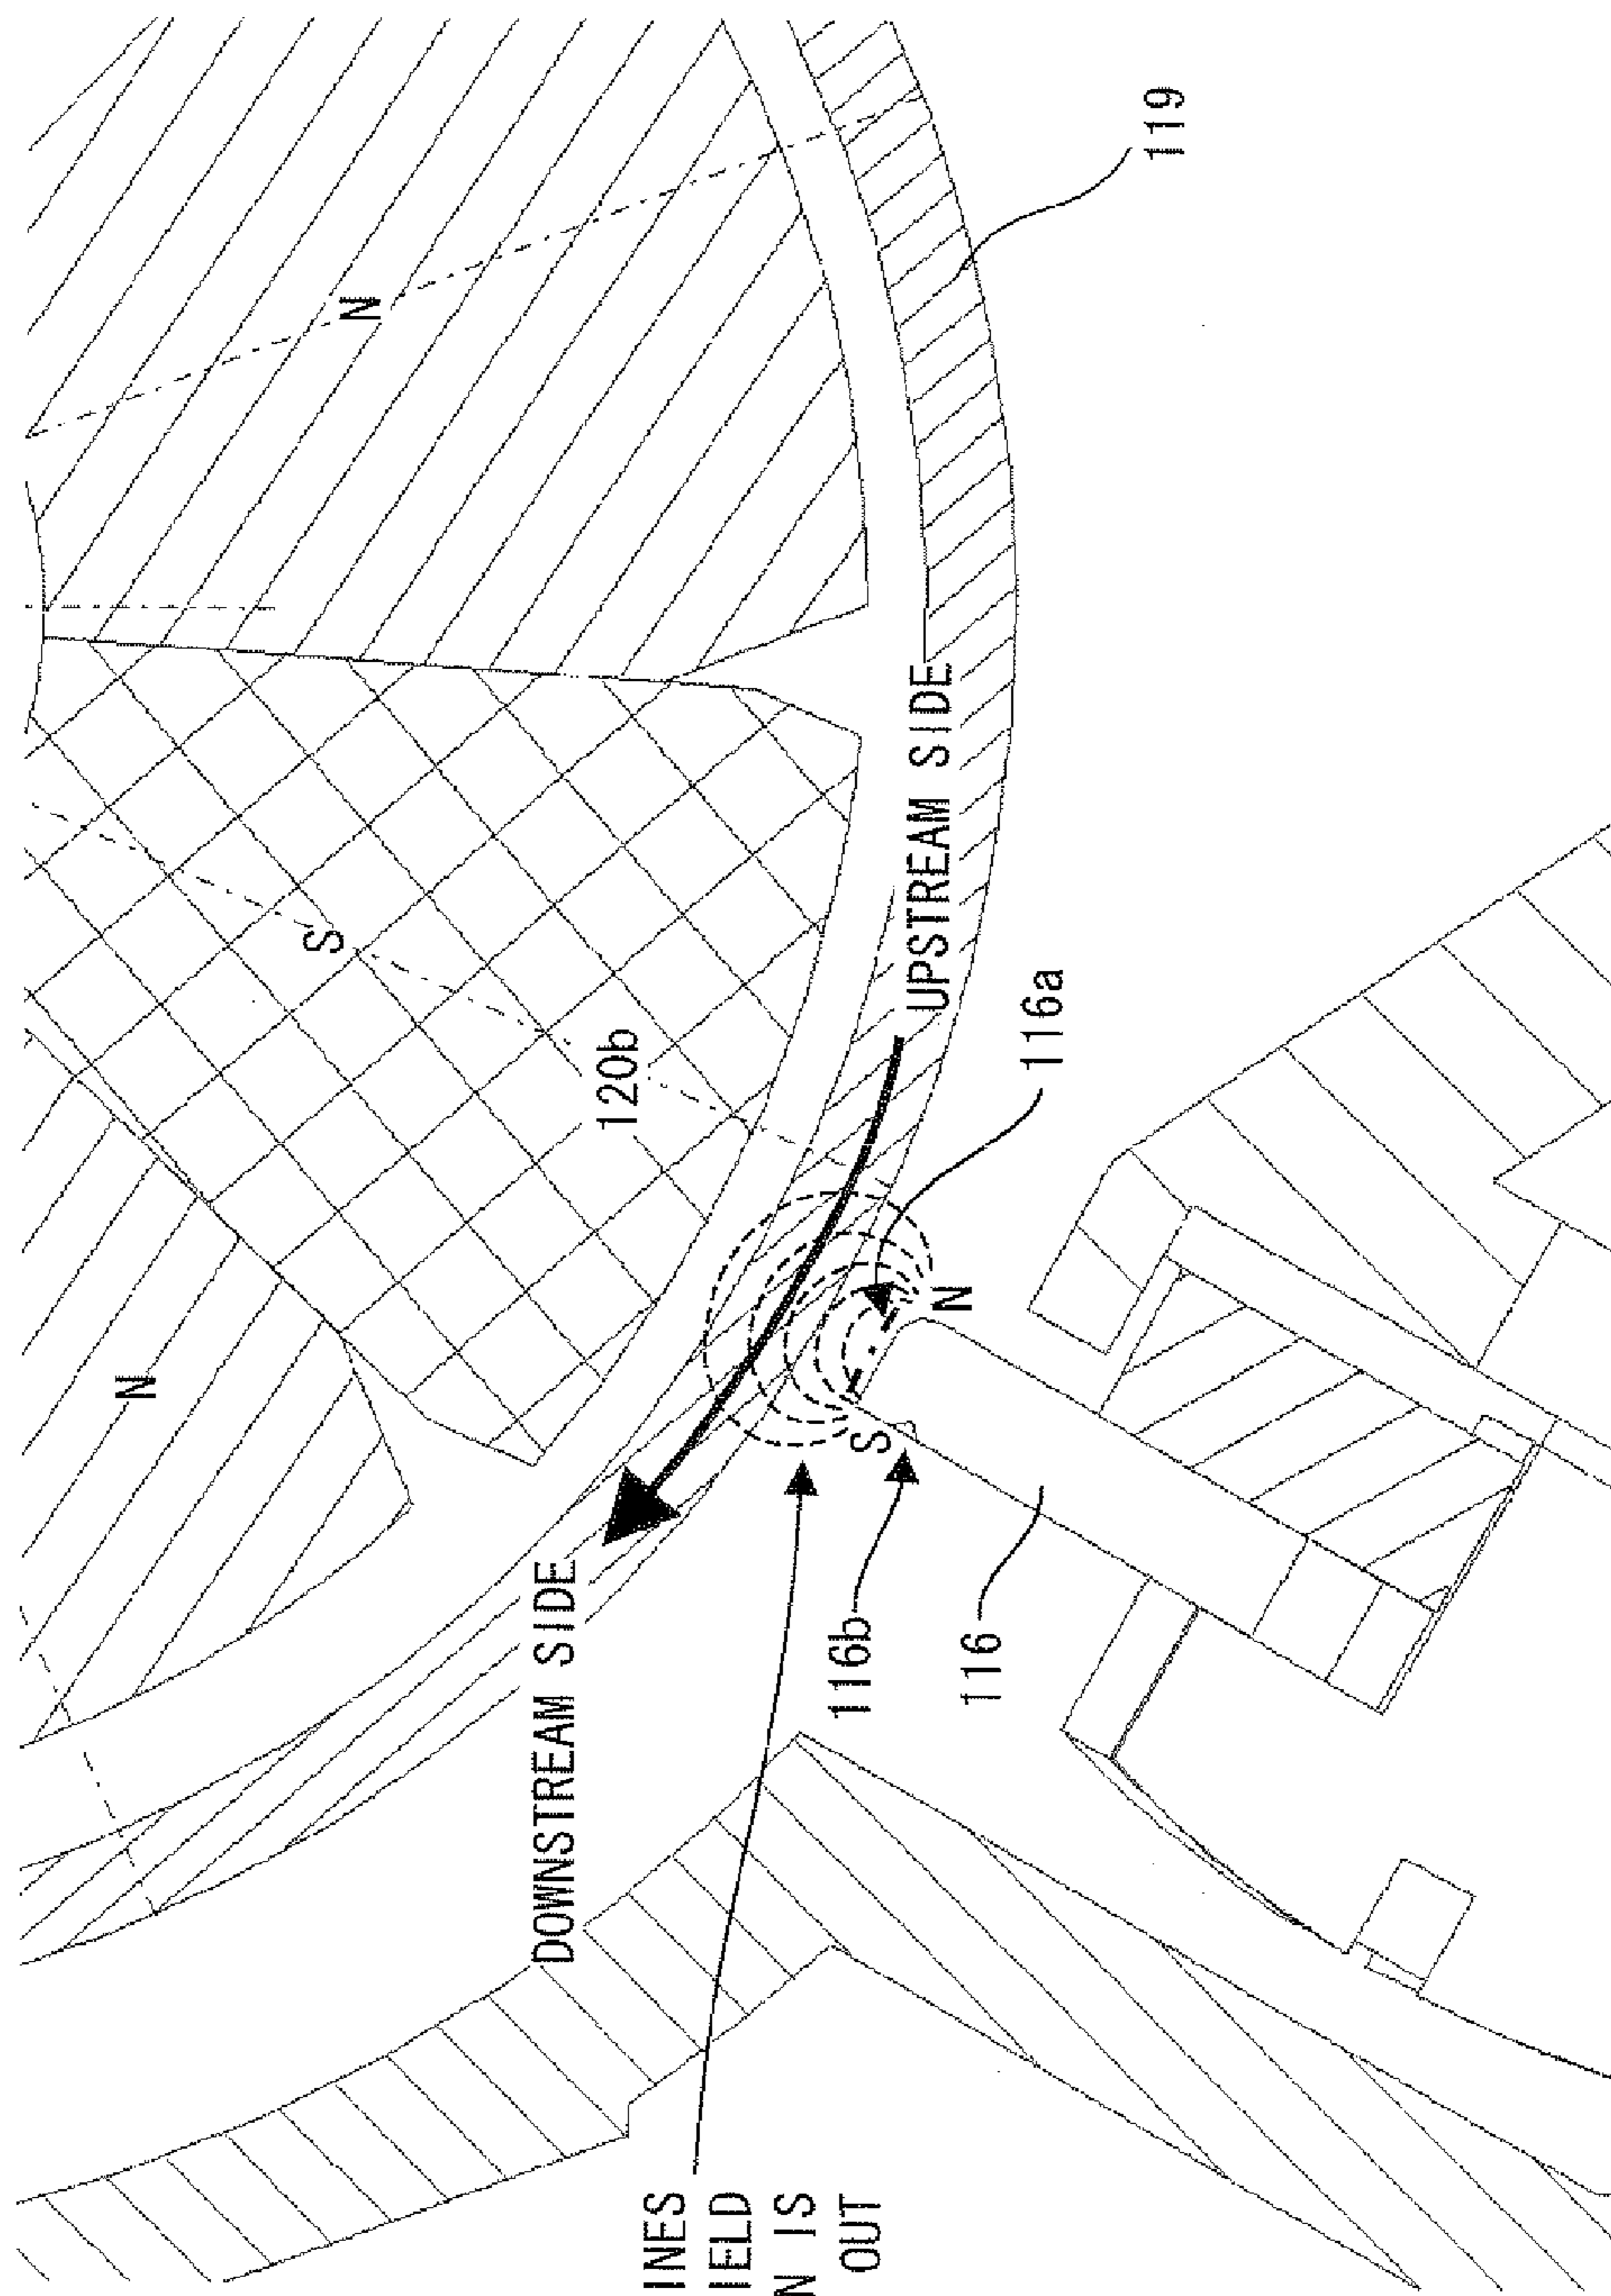 119
N
S
120b
UPSTREAM SIDE
116a
N
S
N
DOWNSTREAM SIDE
116b
116
INES
IELD
N IS
OUT